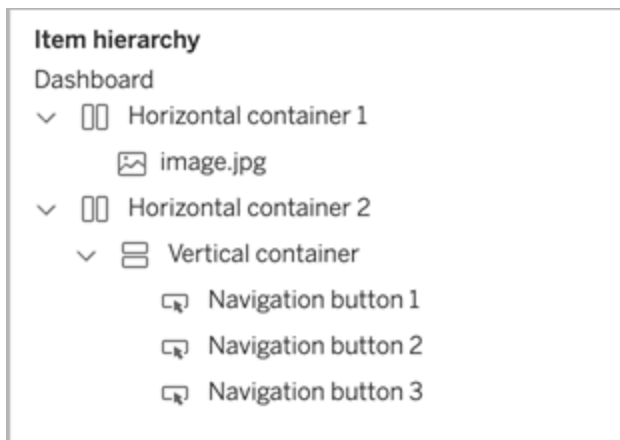 Item hierarchy
Dashboard
Horizontal container 1
image.jpg
Horizontal container 2
Vertical container
Navigation button 1
Navigation button 2
Navigation button 3